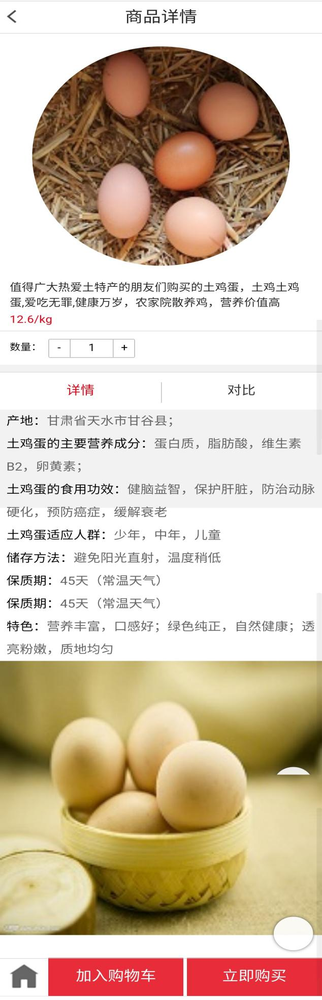 商品详情
值得广大热爱土特产的朋友们购买的土鸡蛋，土鸡土鸡
蛋,爱吃无罪,健康万岁，农家院散养鸡，营养价值高
12.6/kg
数量：
-
1
+
详情
对比
产地：甘肃省天水市甘谷县；
土鸡蛋的主要营养成分：蛋白质，脂肪酸，维生素
B2，卵黄素；
土鸡蛋的食用功效：健脑益智，保护肝脏，防治动脉
硬化，预防癌症，缓解衰老
土鸡蛋适应人群：少年，中年，儿童
储存方法：避免阳光直射，温度稍低
保质期：45天（常温天气）
保质期：45天（常温天气）
特色：营养丰富，口感好；绿色纯正，自然健康；透
亮粉嫩，质地均匀
加入购物车
立即购买